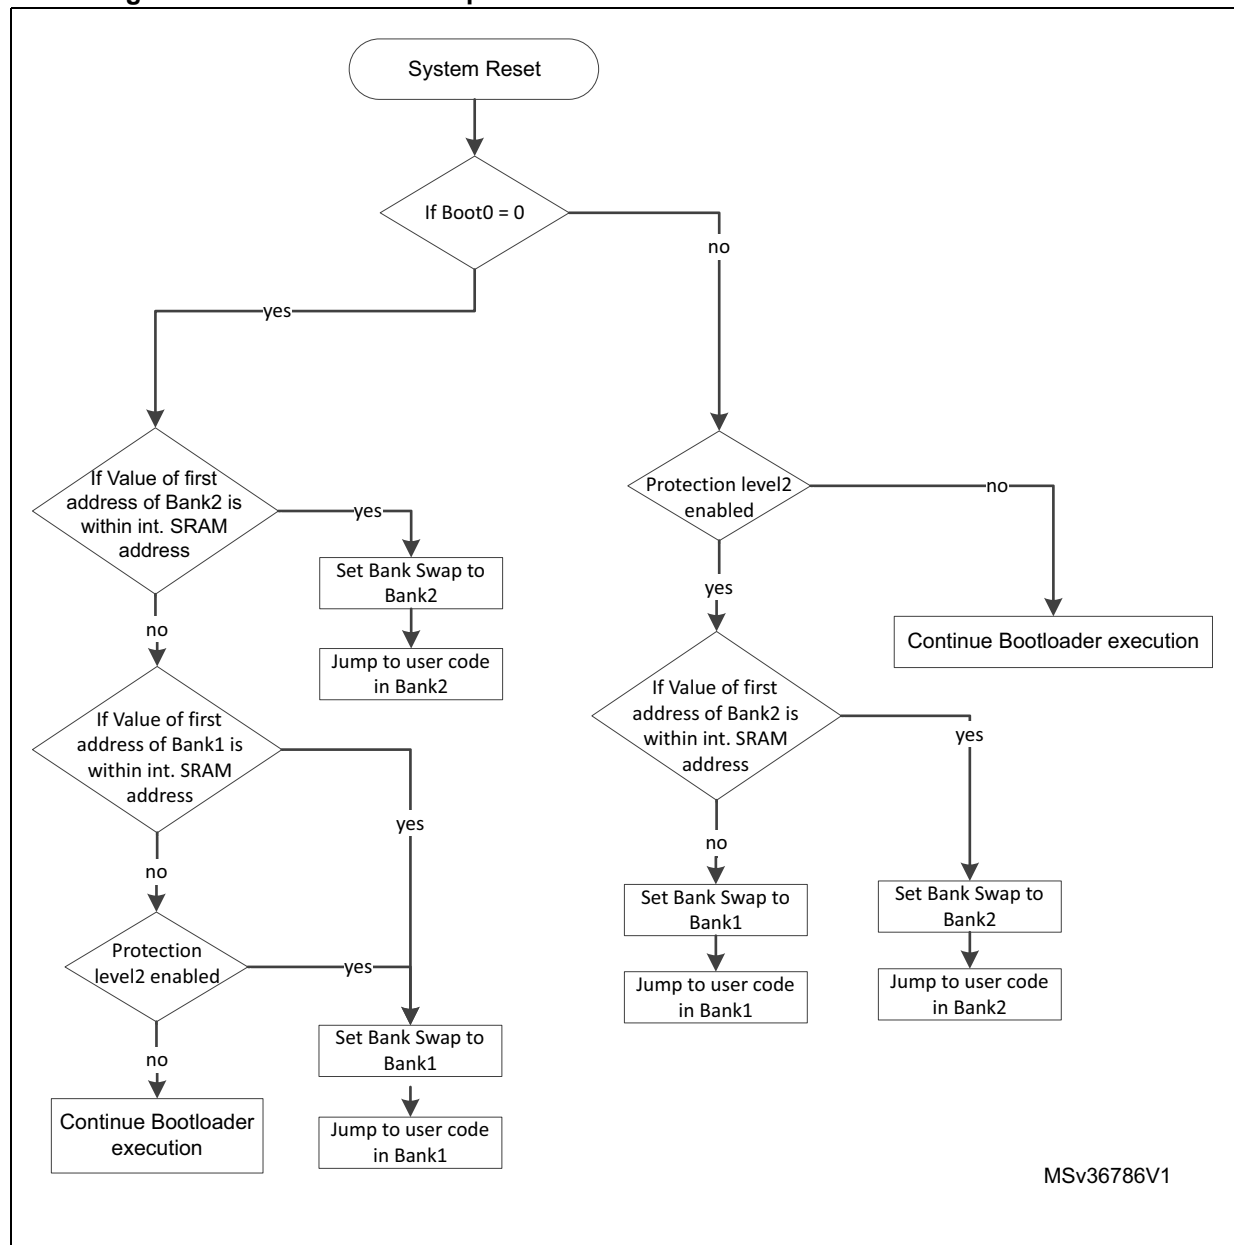 System Reset
If Boot0 = 0
no
yes
If Value of first
address of Bank2 is
within int. SRAM
address
yes
Set Bank Swap to
Bank2
Jump to user code
in Bank2
no
If Value of first
address of Bank1 is
within int. SRAM
address
yes
no
Protection
level2 enabled
yes
no
Set Bank Swap to
Bank1
Jump to user code
in Bank1
Continue Bootloader
execution
Protection level2
enabled
no
Continue Bootloader execution
yes
If Value of first
address of Bank2 is
within int. SRAM
address
yes
no
Set Bank Swap to
Bank1
Jump to user code
in Bank1
Set Bank Swap to
Bank2
Jump to user code
in Bank2
MSv36786V1